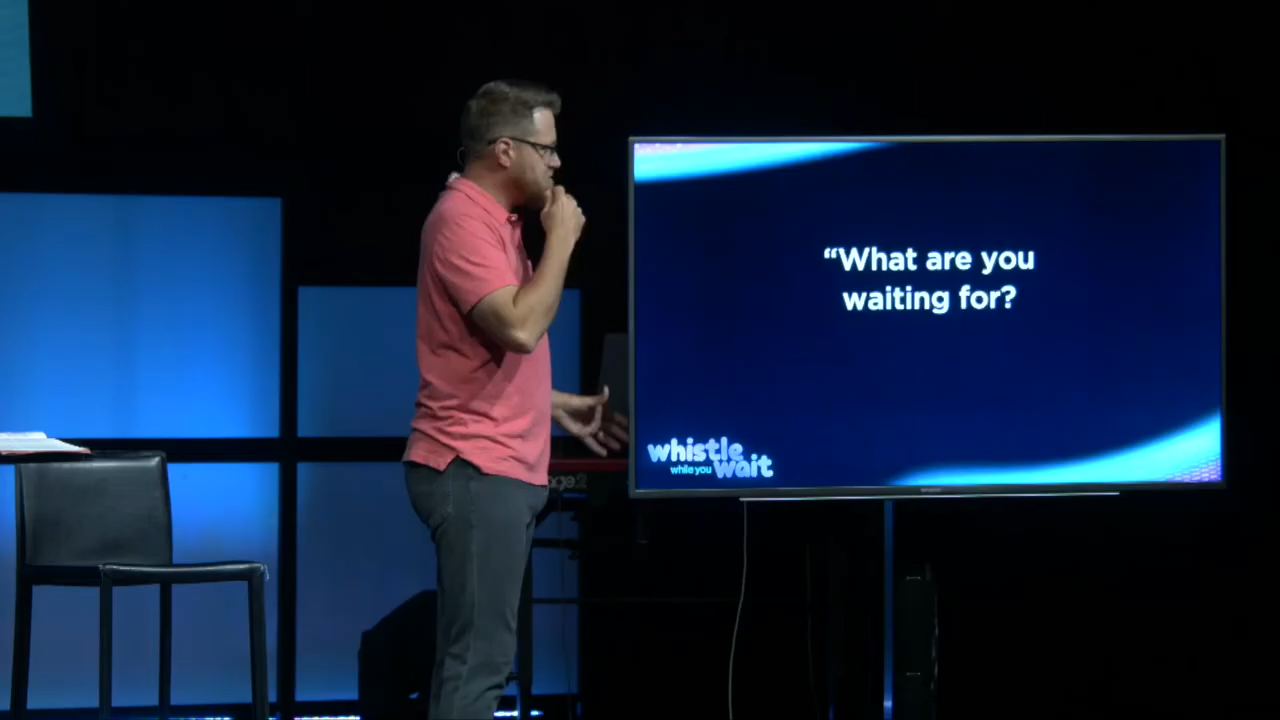 “What are you
waiting for?
whistle
while you wait